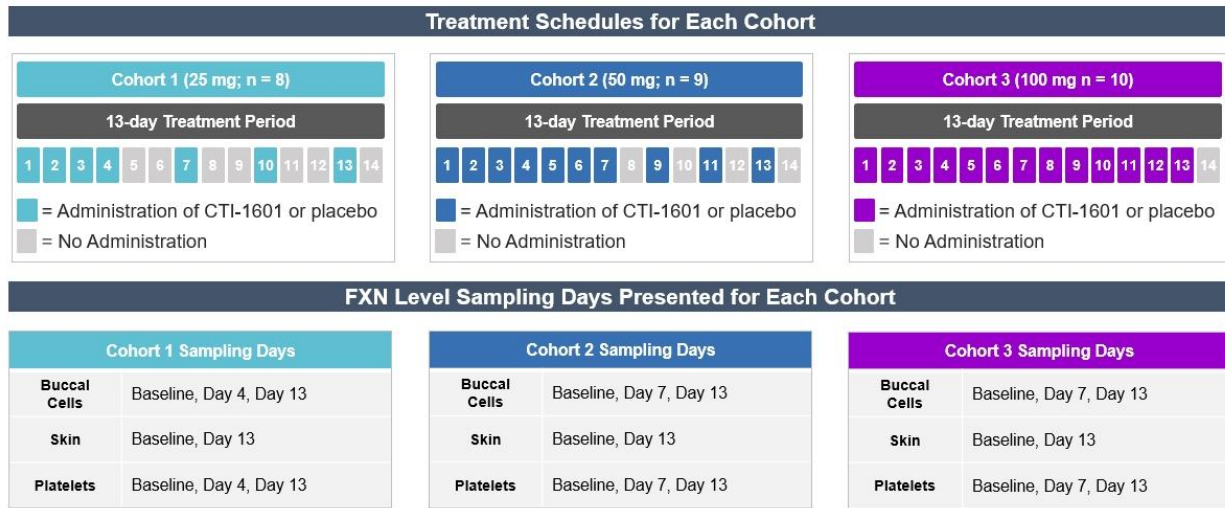 Treatment Schedules for Each Cohort
Cohort 1 (25 mg; n = 8)
13-day Treatment Period
1 2 3 4 5 6 7 8 9 10 11 12 13 14
= Administration of CTI-1601 or placebo
= No Administration
Cohort 2 (50 mg; n = 9)
13-day Treatment Period
1 2 3 4 5 6 7 8 9 10 11 12 13 14
= Administration of CTI-1601 or placebo
= No Administration
Cohort 3 (100 mg n = 10)
13-day Treatment Period
1 2 3 4 5 6 7 8 9 10 11 12 13 14
= Administration of CTI-1601 or placebo
= No Administration
FXN Level Sampling Days Presented for Each Cohort
Cohort 1 Sampling Days
Buccal
Cells
Baseline, Day 4, Day 13
Skin
Baseline, Day 13
Platelets
Baseline, Day 4, Day 13
Cohort 2 Sampling Days
Buccal
Cells
Baseline, Day 7, Day 13
Skin
Baseline, Day 13
Platelets
Baseline, Day 7, Day 13
Cohort 3 Sampling Days
Buccal
Cells
Baseline, Day 7, Day 13
Skin
Baseline, Day 13
Platelets
Baseline, Day 7, Day 13